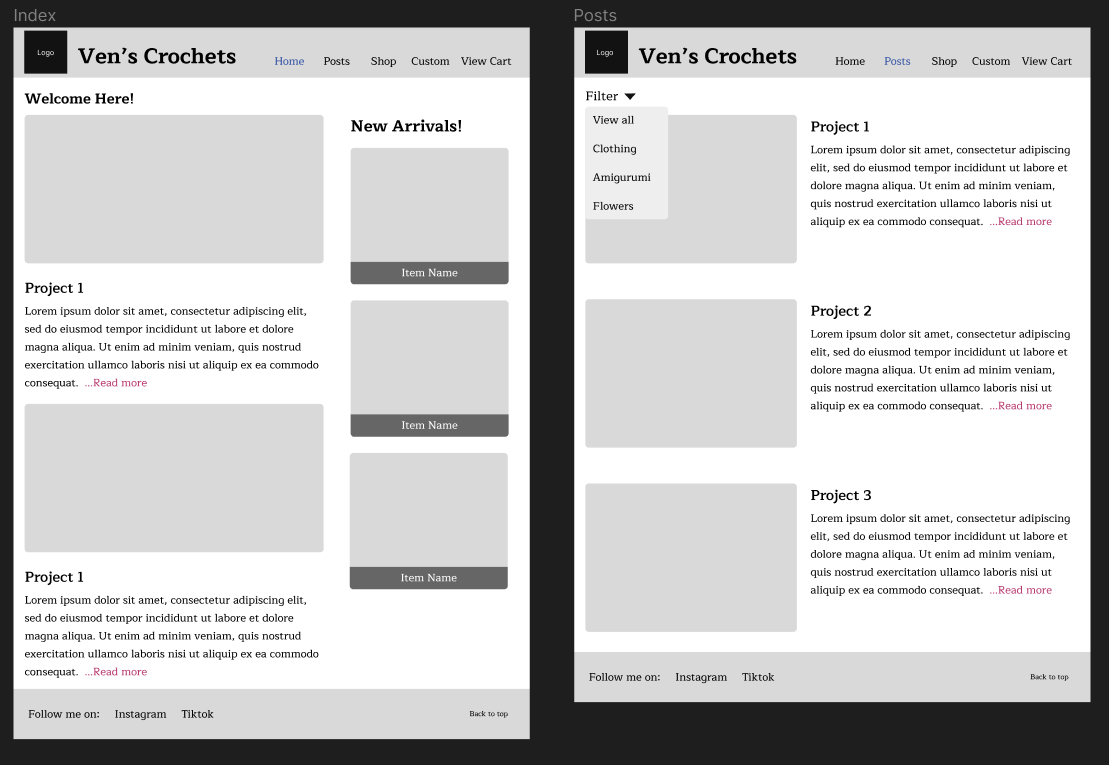 Index
Logo
Ven's Crochets
Home Posts Shop Custom View Cart
Welcome Here!
Project 1
Lorem ipsum dolor sit amet, consectetur adipiscing elit,
sed do eiusmod tempor incididunt ut labore et dolore
magna aliqua. Ut enim ad minim veniam, quis nostrud
exercitation ullamco laboris nisi ut aliquip ex ea commodo
consequat. ...Read more
Project 1
Lorem ipsum dolor sit amet, consectetur adipiscing elit,
sed do eiusmod tempor incididunt ut labore et dolore
magna aliqua. Ut enim ad minim veniam, quis nostrud
exercitation ullamco laboris nisi ut aliquip ex ea commodo
consequat. ...Read more
New Arrivals!
Item Name
Item Name
Item Name
Follow me on: Instagram Tiktok Back to top
Posts
Logo
Ven's Crochets
Home Posts Shop Custom View Cart
Filter
View all
Clothing
Amigurumi
Flowers
Project 1
Lorem ipsum dolor sit amet, consectetur adipiscing
elit, sed do eiusmod tempor incididunt ut labore et
dolore magna aliqua. Ut enim ad minim veniam,
quis nostrud exercitation ullamco laboris nisi ut
aliquip ex ea commodo consequat. ...Read more
Project 2
Lorem ipsum dolor sit amet, consectetur adipiscing
elit, sed do eiusmod tempor incididunt ut labore et
dolore magna aliqua. Ut enim ad minim veniam,
quis nostrud exercitation ullamco laboris nisi ut
aliquip ex ea commodo consequat. ...Read more
Project 3
Lorem ipsum dolor sit amet, consectetur adipiscing
elit, sed do eiusmod tempor incididunt ut labore et
dolore magna aliqua. Ut enim ad minim veniam,
quis nostrud exercitation ullamco laboris nisi ut
aliquip ex ea commodo consequat. ...Read more
Follow me on: Instagram Tiktok Back to top